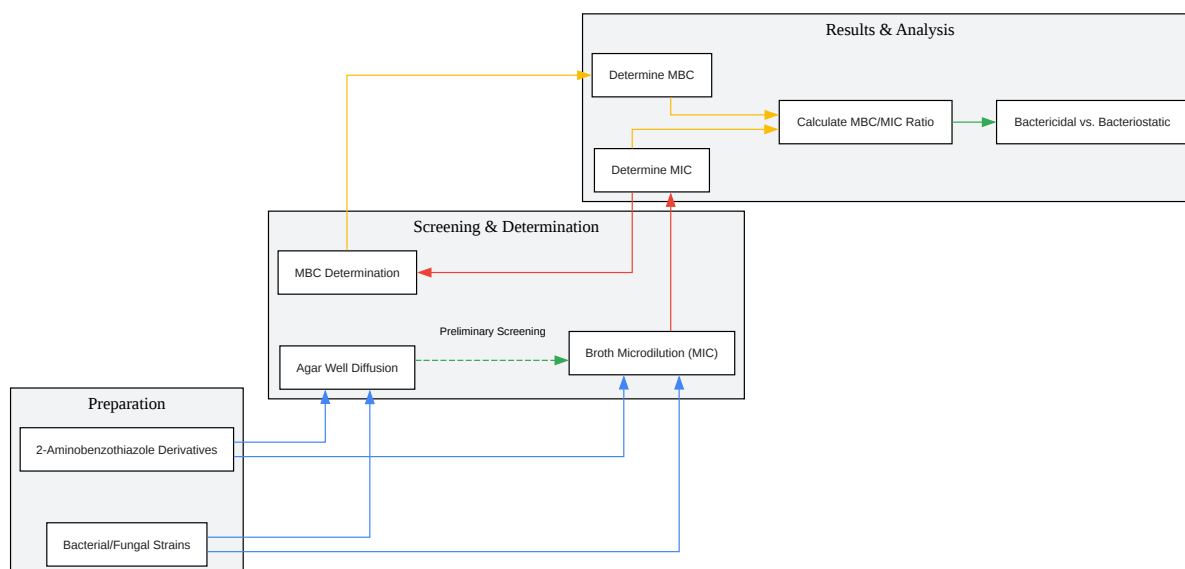 Results & Analysis
Determine MBC
Calculate MBC/MIC Ratio
Bactericidal vs. Bacteriostatic
Determine MIC
Screening & Determination
MBC Determination
Preliminary Screening
Agar Well Diffusion
Broth Microdilution (MIC)
Preparation
2-Aminobenzothiazole Derivatives
Bacterial/Fungal Strains